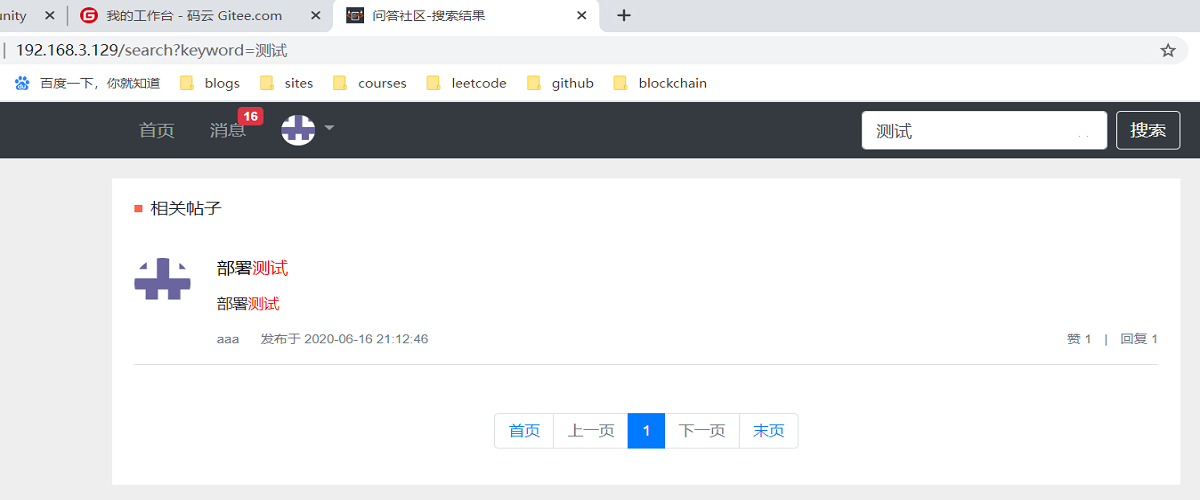 unity 我的工作台 - 码云 Gitee.com 问答社区-搜索结果
192.168.3.129/search?keyword=测试
百度一下，你就知道 blogs sites courses leetcode github blockchain
首页 消息 16 测试 搜索
相关帖子
部署测试
部署测试
aaa 发布于 2020-06-16 21:12:46 赞 1 | 回复 1
首页 上一页 1 下一页 末页